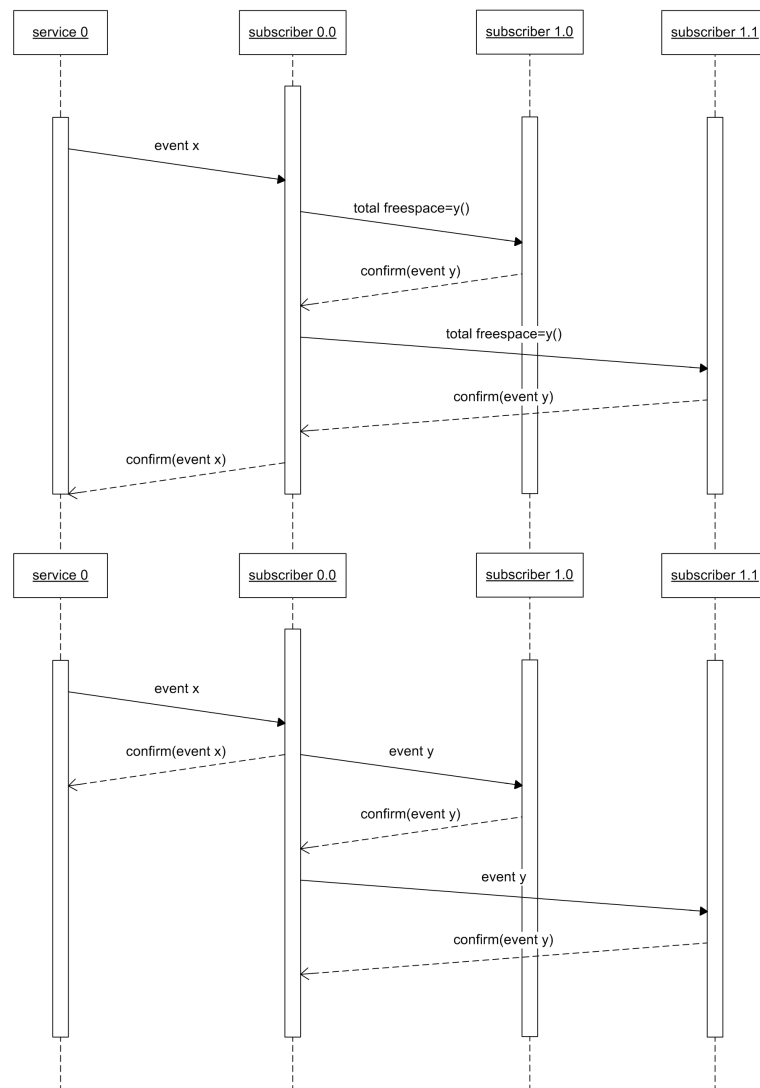 service 0
subscriber 0.0
subscriber 1.0
subscriber 1.1
event x
total freespace=y()
confirm(event y)
total freespace=y()
confirm(event y)
confirm(event x)
service 0
subscriber 0.0
subscriber 1.0
subscriber 1.1
event x
confirm(event x)
event y
confirm(event y)
event y
confirm(event y)